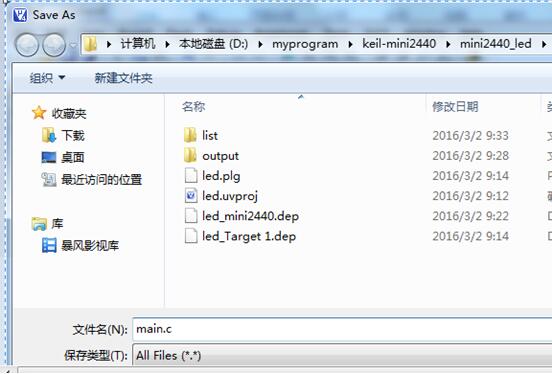 Save As
计算机 本地磁盘 (D:) myprogram keil-mini2440 mini2440_led
组织 新建文件夹
名称 修改日期
收藏夹
下载
桌面
最近访问的位置
库
暴风影视库
list 2016/3/2 9:33
output 2016/3/2 9:28
led.plg 2016/3/2 9:14
led.uvproj 2016/3/2 9:12
led_mini2440.dep 2016/3/2 9:22
led_Target 1.dep 2016/3/2 9:14
文件名(N): main.c
保存类型(T): All Files (*.*)